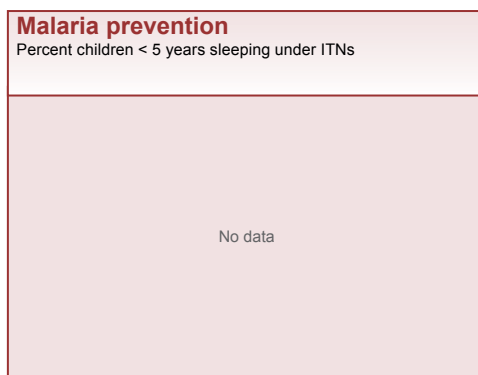 Malaria prevention
Percent children < 5 years sleeping under ITNs
No data